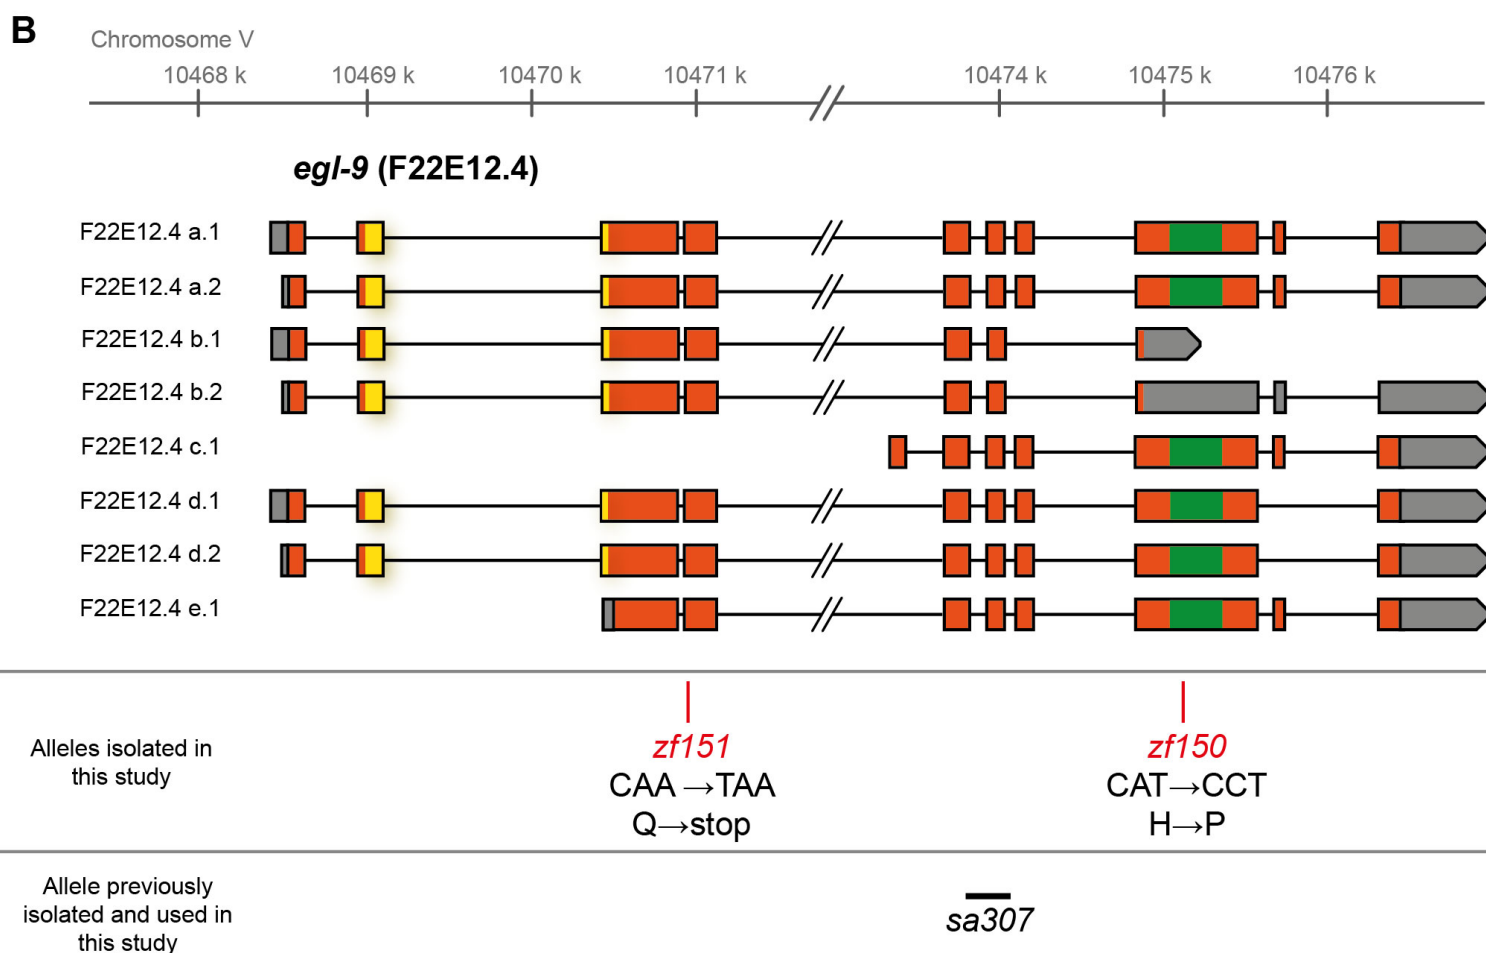 B
Chromosome V
10468 k 10469 k 10470 k 10471 k 10474 k 10475 k 10476 k
egl-9 (F22E12.4)
F22E12.4 a.1
F22E12.4 a.2
F22E12.4 b.1
F22E12.4 b.2
F22E12.4 c.1
F22E12.4 d.1
F22E12.4 d.2
F22E12.4 e.1
Alleles isolated in
this study
zf151
CAA →TAA
Q→stop
zf150
CAT→CCT
H→P
Allele previously
isolated and used in
this study
sa307